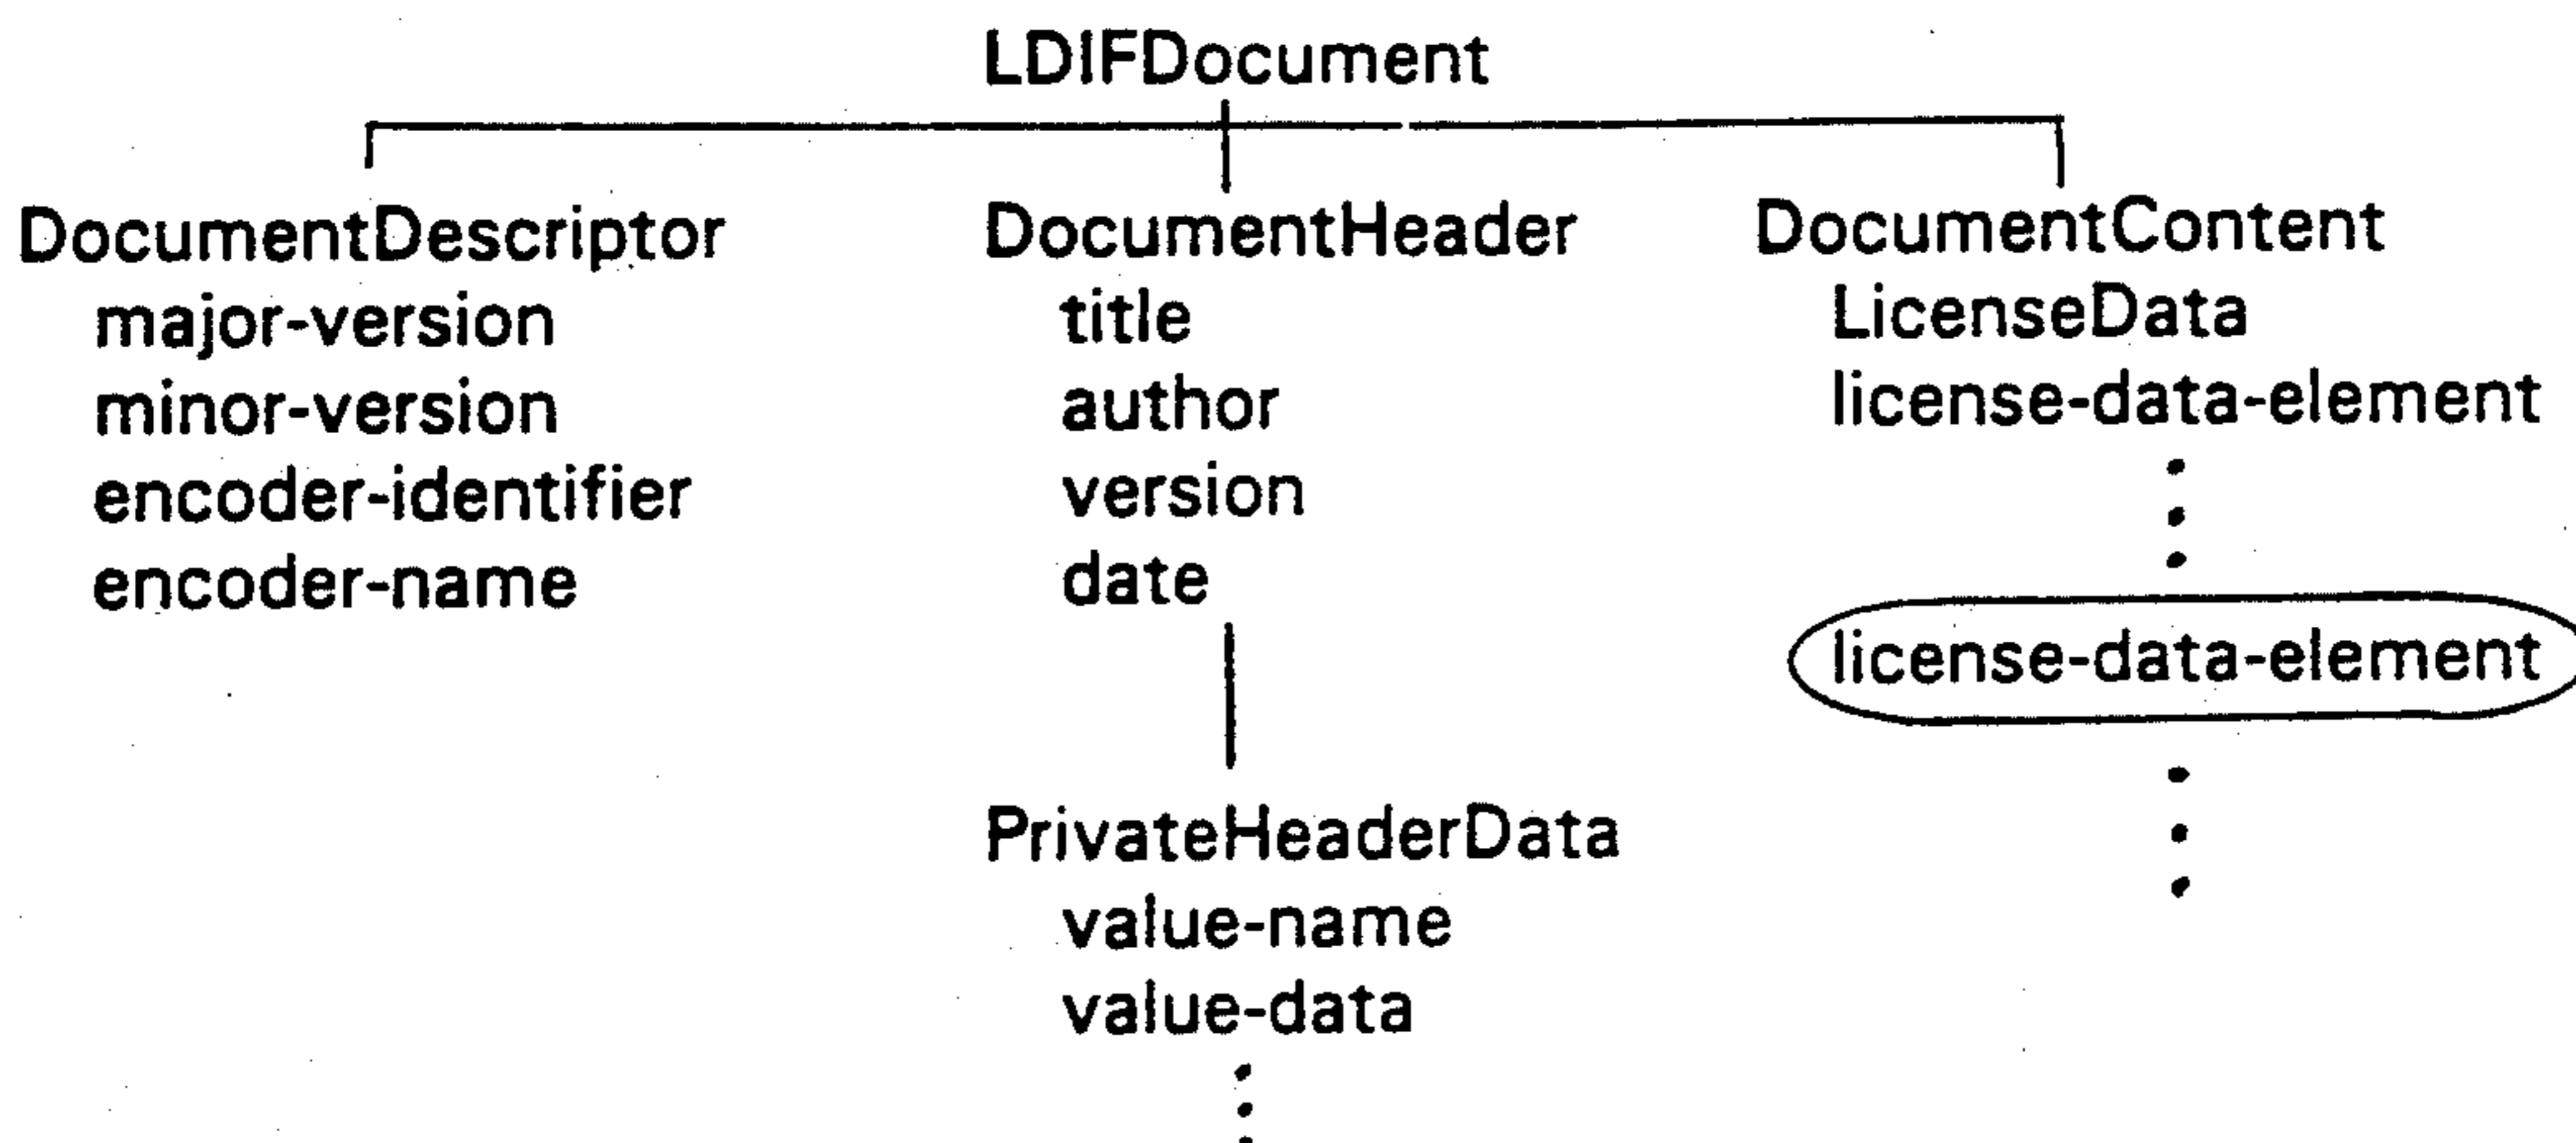 LDIFDocument
DocumentDescriptor
major-version
minor-version
encoder-identifier
encoder-name
DocumentHeader
title
author
version
date
PrivateHeaderData
value-name
value-data
DocumentContent
LicenseData
license-data-element
license-data-element